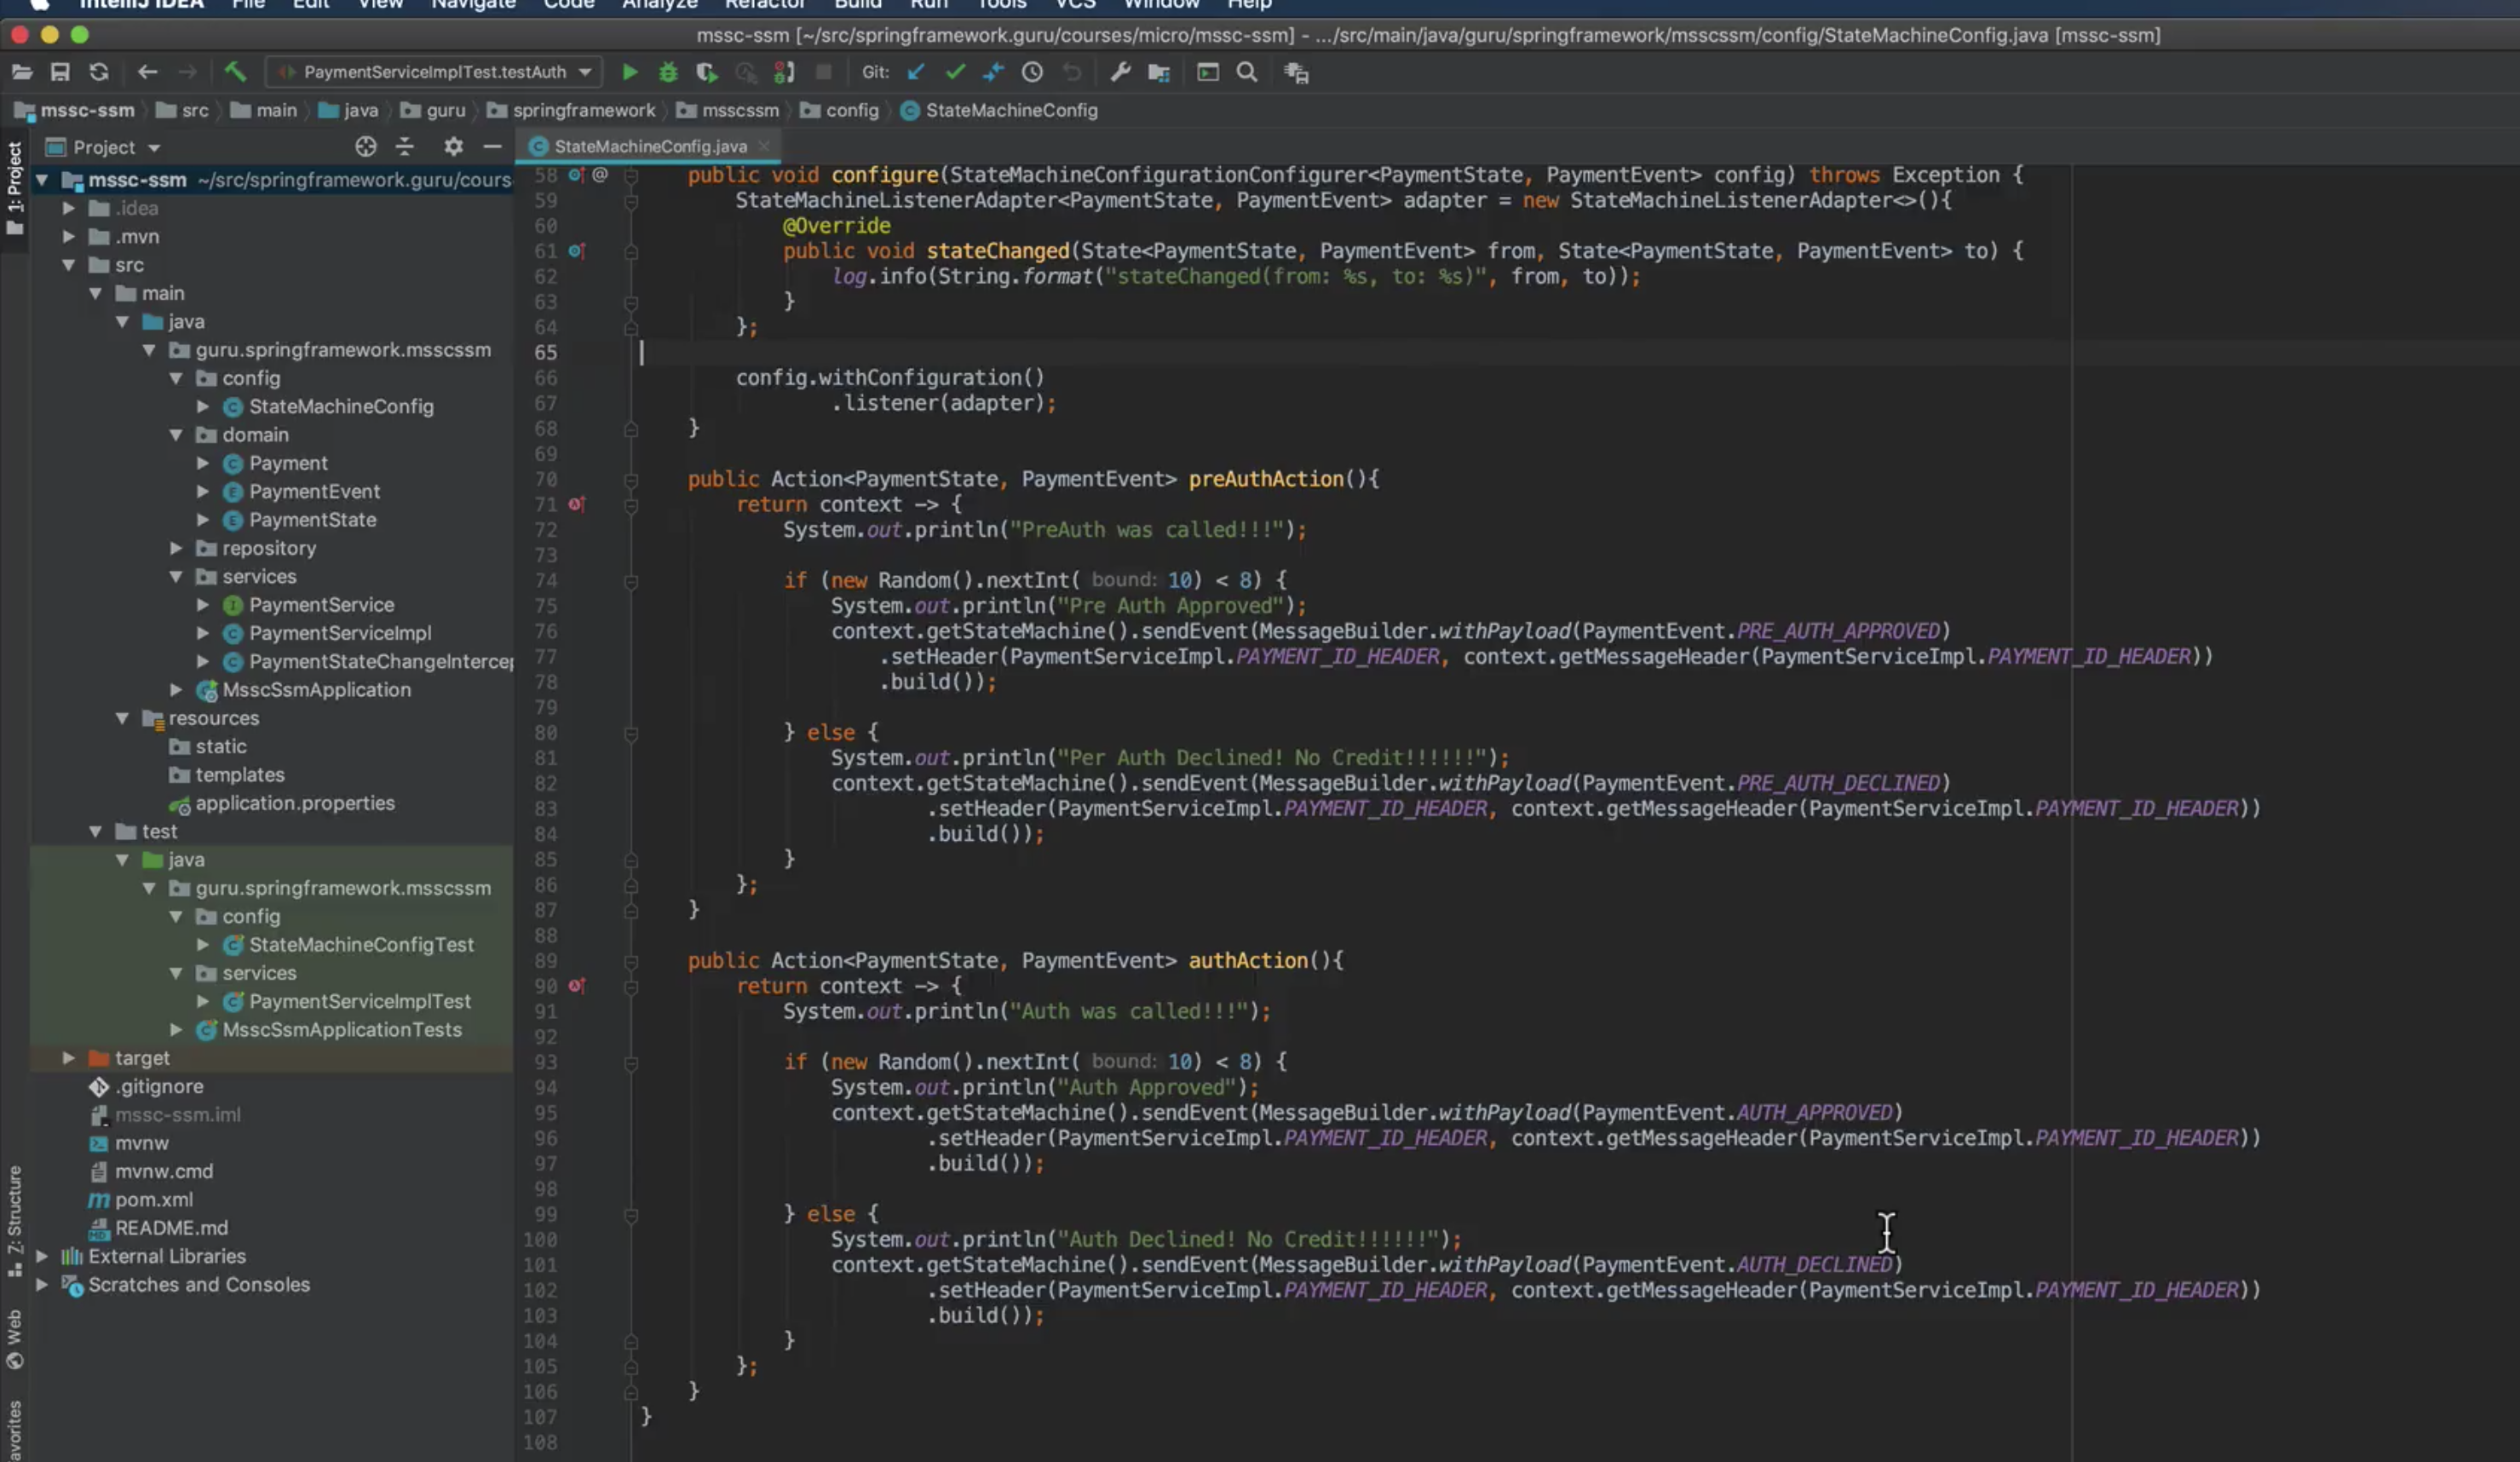 IntelliJ IDEA File Edit View Navigate Code Analyze Refactor Build Run Tools VCS Window Help
mssc-ssm [~/src/springframework.guru/courses/micro/mssc-ssm] - .../src/main/java/guru/springframework/msscssm/config/StateMachineConfig.java [mssc-ssm]
PaymentServiceImplTest.testAuth Git:
mssc-ssm src main java guru springframework msscssm config StateMachineConfig
1: Project
Z: Structure
Web
avorites
Project
mssc-ssm ~/src/springframework.guru/cours
.idea
.mvn
src
main
java
guru.springframework.msscssm
config
StateMachineConfig
domain
Payment
PaymentEvent
PaymentState
repository
services
PaymentService
PaymentServiceImpl
PaymentStateChangeIntercep
MsscSsmApplication
resources
static
templates
application.properties
test
java
guru.springframework.msscssm
config
StateMachineConfigTest
services
PaymentServiceImplTest
MsscSsmApplicationTests
target
.gitignore
mssc-ssm.iml
mvnw
mvnw.cmd
pom.xml
README.md
External Libraries
Scratches and Consoles
StateMachineConfig.java
58 @ public void configure(StateMachineConfigurationConfigurer<PaymentState, PaymentEvent> config) throws Exception {
59 StateMachineListenerAdapter<PaymentState, PaymentEvent> adapter = new StateMachineListenerAdapter<>(){
60 @Override
61 public void stateChanged(State<PaymentState, PaymentEvent> from, State<PaymentState, PaymentEvent> to) {
62 log.info(String.format("stateChanged(from: %s, to: %s)", from, to));
63 }
64 };
65
66 config.withConfiguration()
67 .listener(adapter);
68 }
69
70 public Action<PaymentState, PaymentEvent> preAuthAction(){
71 return context -> {
72 System.out.println("PreAuth was called!!!");
73
74 if (new Random().nextInt( bound: 10) < 8) {
75 System.out.println("Pre Auth Approved");
76 context.getStateMachine().sendEvent(MessageBuilder.withPayload(PaymentEvent.PRE_AUTH_APPROVED)
77 .setHeader(PaymentServiceImpl.PAYMENT_ID_HEADER, context.getMessageHeader(PaymentServiceImpl.PAYMENT_ID_HEADER))
78 .build());
79
80 } else {
81 System.out.println("Per Auth Declined! No Credit!!!!!!");
82 context.getStateMachine().sendEvent(MessageBuilder.withPayload(PaymentEvent.PRE_AUTH_DECLINED)
83 .setHeader(PaymentServiceImpl.PAYMENT_ID_HEADER, context.getMessageHeader(PaymentServiceImpl.PAYMENT_ID_HEADER))
84 .build());
85 }
86 };
87 }
88
89 public Action<PaymentState, PaymentEvent> authAction(){
90 return context -> {
91 System.out.println("Auth was called!!!");
92
93 if (new Random().nextInt( bound: 10) < 8) {
94 System.out.println("Auth Approved");
95 context.getStateMachine().sendEvent(MessageBuilder.withPayload(PaymentEvent.AUTH_APPROVED)
96 .setHeader(PaymentServiceImpl.PAYMENT_ID_HEADER, context.getMessageHeader(PaymentServiceImpl.PAYMENT_ID_HEADER))
97 .build());
98
99 } else {
100 System.out.println("Auth Declined! No Credit!!!!!!");
101 context.getStateMachine().sendEvent(MessageBuilder.withPayload(PaymentEvent.AUTH_DECLINED)
102 .setHeader(PaymentServiceImpl.PAYMENT_ID_HEADER, context.getMessageHeader(PaymentServiceImpl.PAYMENT_ID_HEADER))
103 .build());
104 }
105 };
106 }
107 }
108